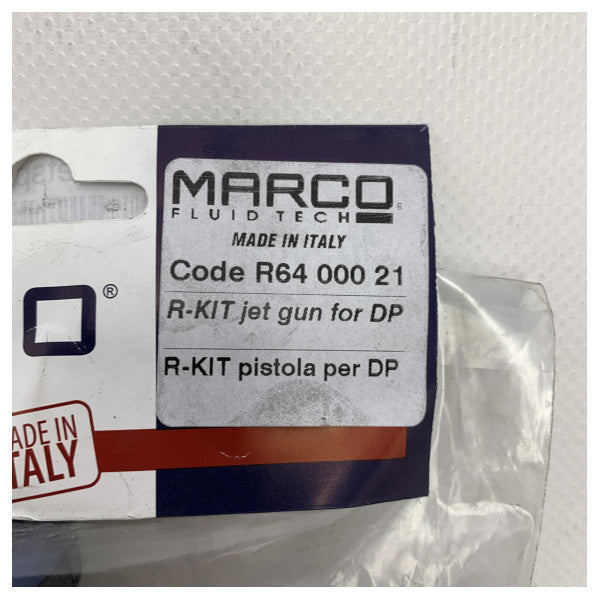 MARCO®
FLUID TECH
MADE IN ITALY
Code R64 000 21
R-KIT jet gun for DP
R-KIT pistola per DP
®
ADE IN
TALY